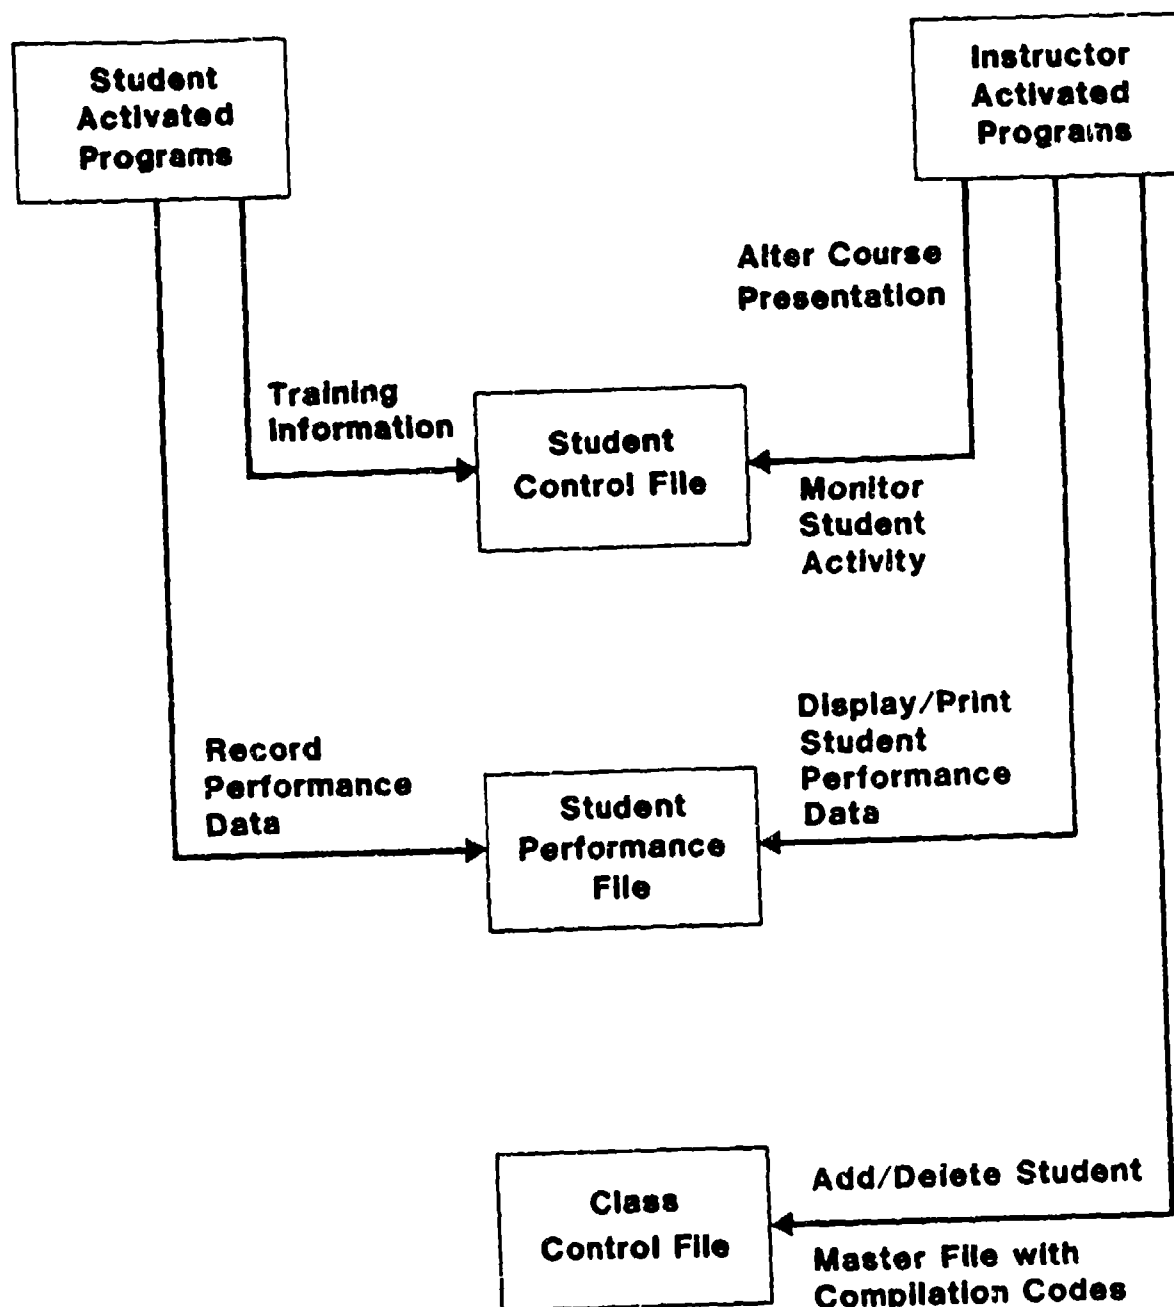 Student
Activated
Programs
Instructor
Activated
Programs
Alter Course
Presentation
Training
Information
Student
Control File
Monitor
Student
Activity
Record
Performance
Data
Display/Print
Student
Performance
Data
Student
Performance
File
Class
Control File
Add/Delete Student
Master File with
Compilation Codes